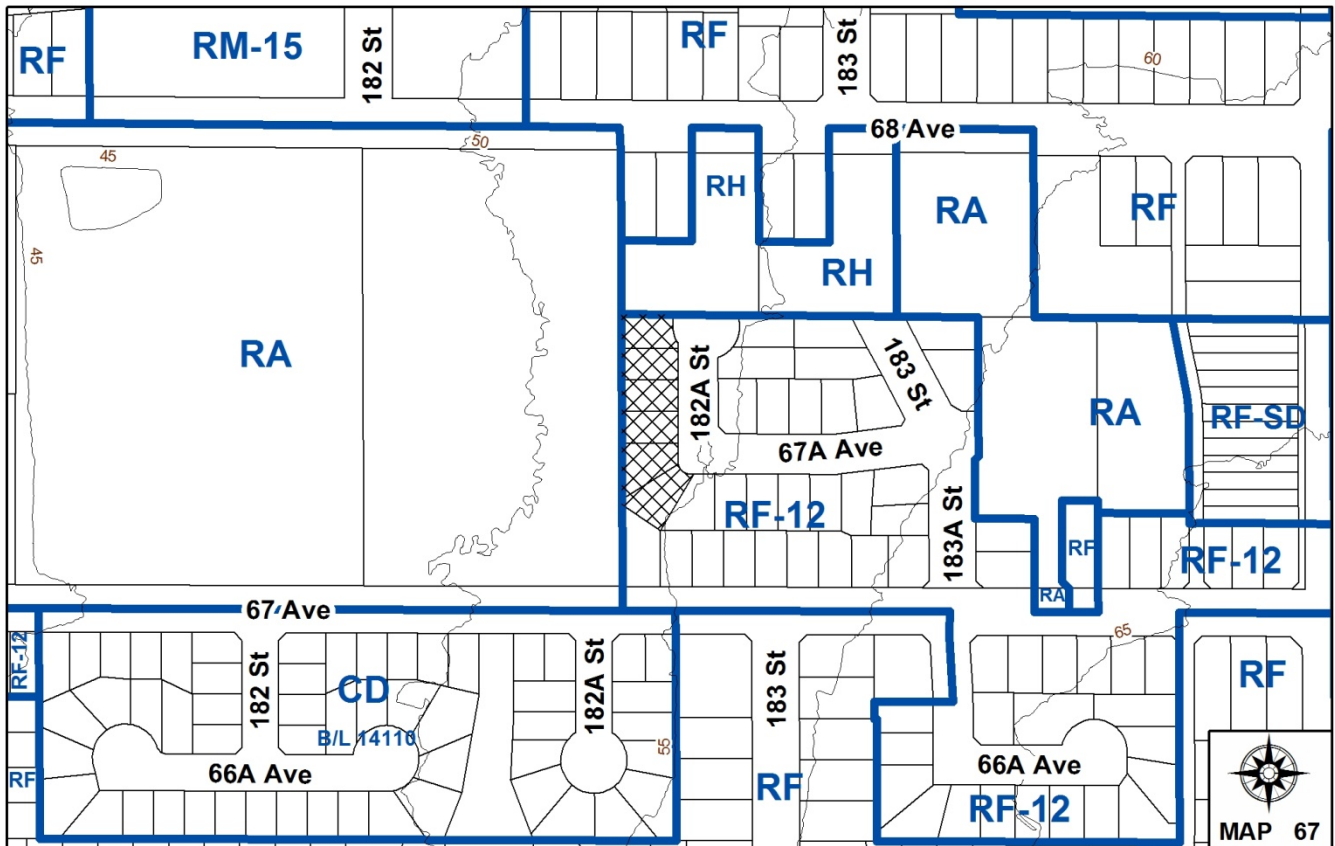 RF
RM-15
182 St
RF
183 St
60
68 Ave
45
50
RH
RA
RF
45
RH
RA
182A St
183 St
RA
RF-SD
67A Ave
RF-12
183A St
RF
RF-12
RA
67 Ave
65
RF-12
182 St
CD
B/L 14110
182A St
55
183 St
RF
RF
66A Ave
RF
66A Ave
RF-12
MAP 67